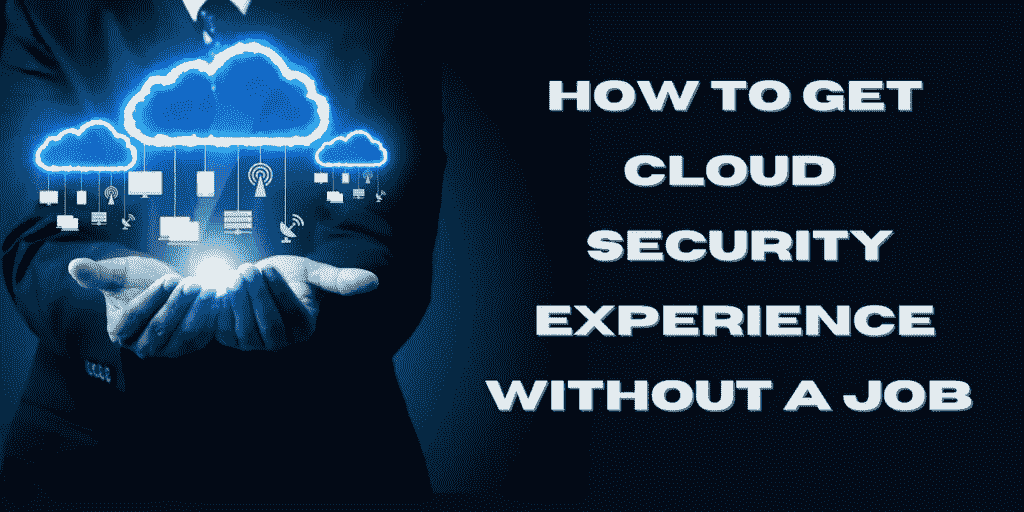 HOW TO GET
CLOUD
SECURITY
EXPERIENCE
WITHOUT A JOB